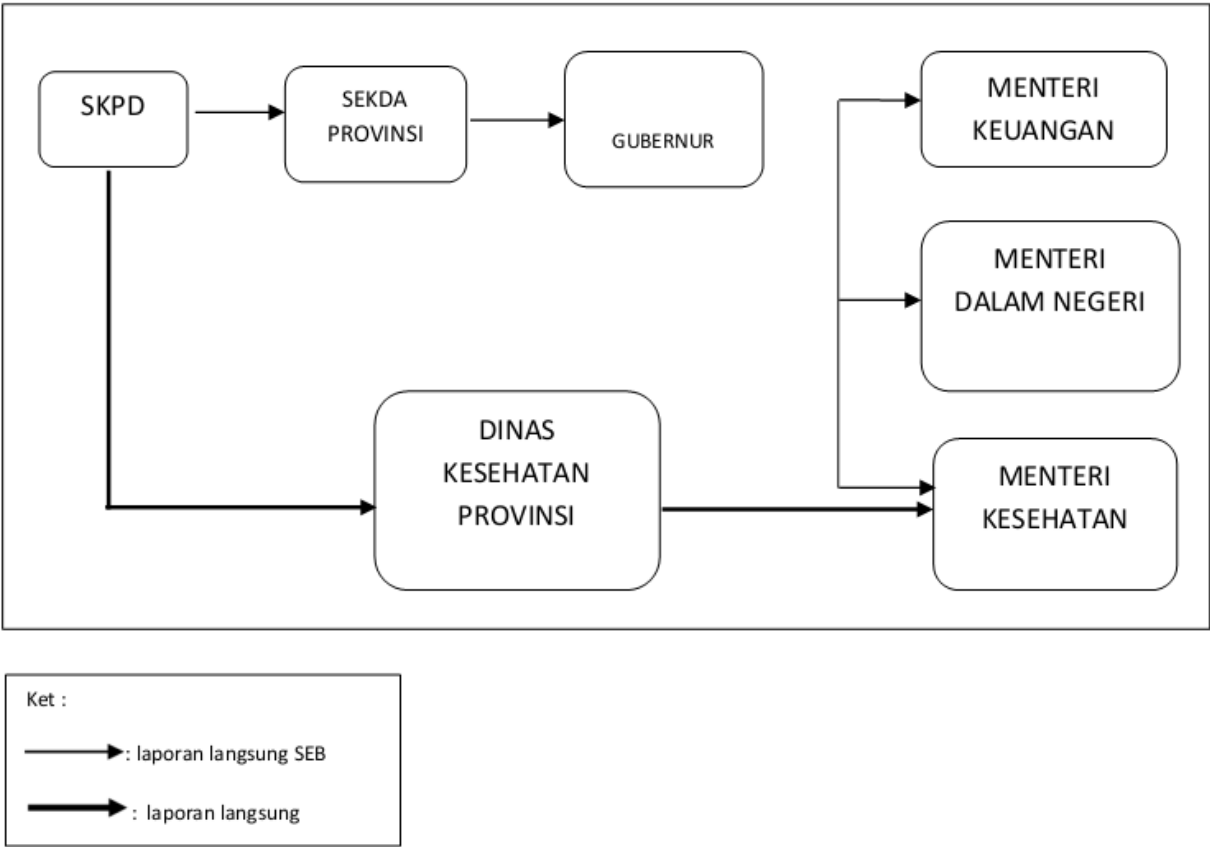 SKPD
SEKDA
PROVINSI
GUBERNUR
MENTERI
KEUANGAN
MENTERI
DALAM NEGERI
DINAS
KESEHATAN
PROVINSI
MENTERI
KESEHATAN
Ket :
: laporan langsung SEB
: laporan langsung